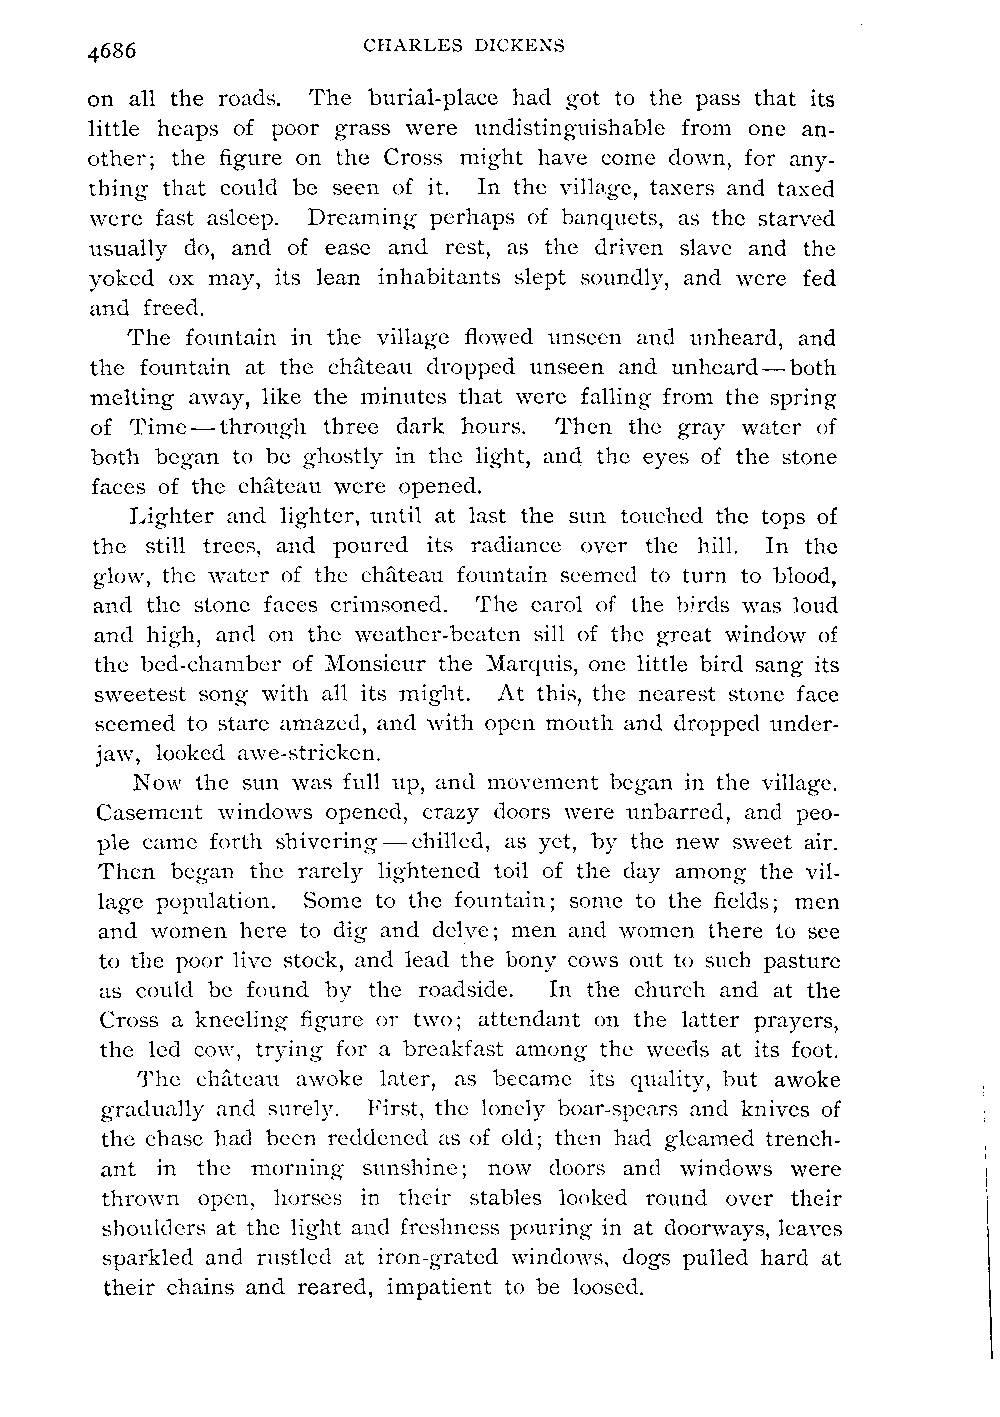 4686
CHARLES DICKENS
on all the roads. The burial-place had got to the pass that its
little heaps of poor grass were undistinguishable from one an-
other; the figure on the Cross might have come down, for any-
thing that could be seen of it. In the village, taxers and taxed
were fast asleep. Dreaming perhaps of banquets, as the starved
usually do, and of ease and rest, as the driven slave and the
yoked ox may, its lean inhabitants slept soundly, and were fed
and freed.
The fountain in the village flowed unseen and unheard, and
the fountain at the château dropped unseen and unheard — both
melting away, like the minutes that were falling from the spring
of Time — through three dark hours. Then the gray water of
both began to be ghostly in the light, and the eyes of the stone
faces of the château were opened.
Lighter and lighter, until at last the sun touched the tops of
the still trees, and poured its radiance over the hill. In the
glow, the water of the château fountain seemed to turn to blood,
and the stone faces crimsoned. The carol of the birds was loud
and high, and on the weather-beaten sill of the great window of
the bed-chamber of Monsieur the Marquis, one little bird sang its
sweetest song with all its might. At this, the nearest stone face
seemed to stare amazed, and with open mouth and dropped under-
jaw, looked awe-stricken.
Now the sun was full up, and movement began in the village.
Casement windows opened, crazy doors were unbarred, and peo-
ple came forth shivering — chilled, as yet, by the new sweet air.
Then began the rarely lightened toil of the day among the vil-
lage population. Some to the fountain; some to the fields; men
and women here to dig and delve; men and women there to see
to the poor live stock, and lead the bony cows out to such pasture
as could be found by the roadside. In the church and at the
Cross a kneeling figure or two; attendant on the latter prayers,
the led cow, trying for a breakfast among the weeds at its foot.
The château awoke later, as became its quality, but awoke
gradually and surely. First, the lonely boar-spears and knives of
the chase had been reddened as of old; then had gleamed trench-
ant in the morning sunshine; now doors and windows were
thrown open, horses in their stables looked round over their
shoulders at the light and freshness pouring in at doorways, leaves
sparkled and rustled at iron-grated windows, dogs pulled hard at
their chains and reared, impatient to be loosed.